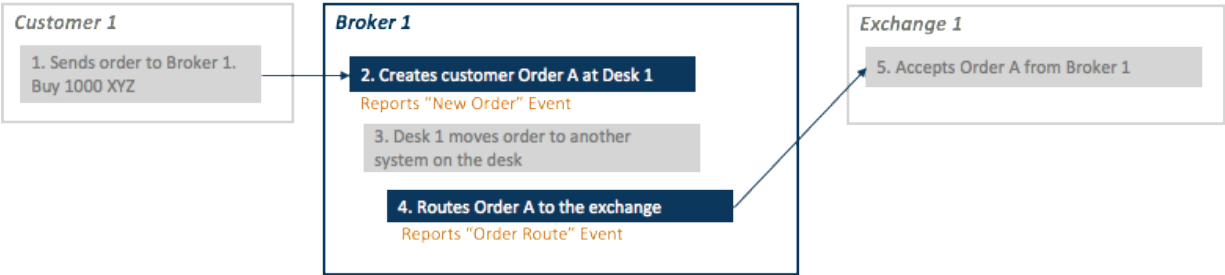 Customer 1
1. Sends order to Broker 1.
Buy 1000 XYZ
Broker 1
2. Creates customer Order A at Desk 1
Reports "New Order" Event
3. Desk 1 moves order to another
system on the desk
4. Routes Order A to the exchange
Reports "Order Route" Event
Exchange 1
5. Accepts Order A from Broker 1